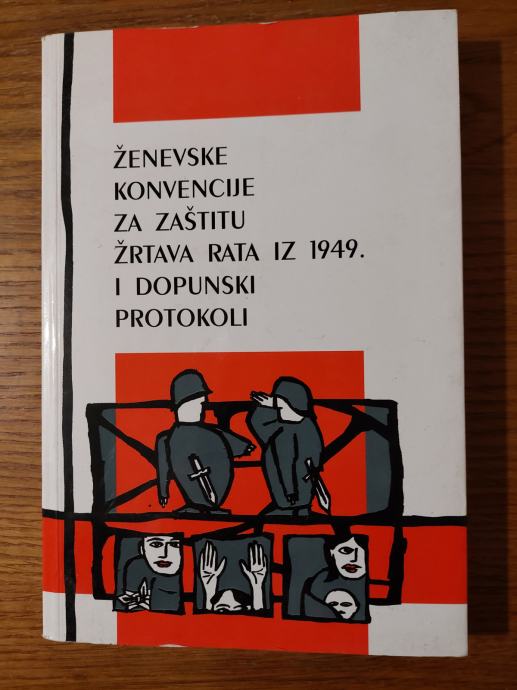 ŽENEVSKE
KONVENCIJE
ZA ZAŠTITU
ŽRTAVA RATA IZ 1949.
I DOPUNSKI
PROTOKOLI